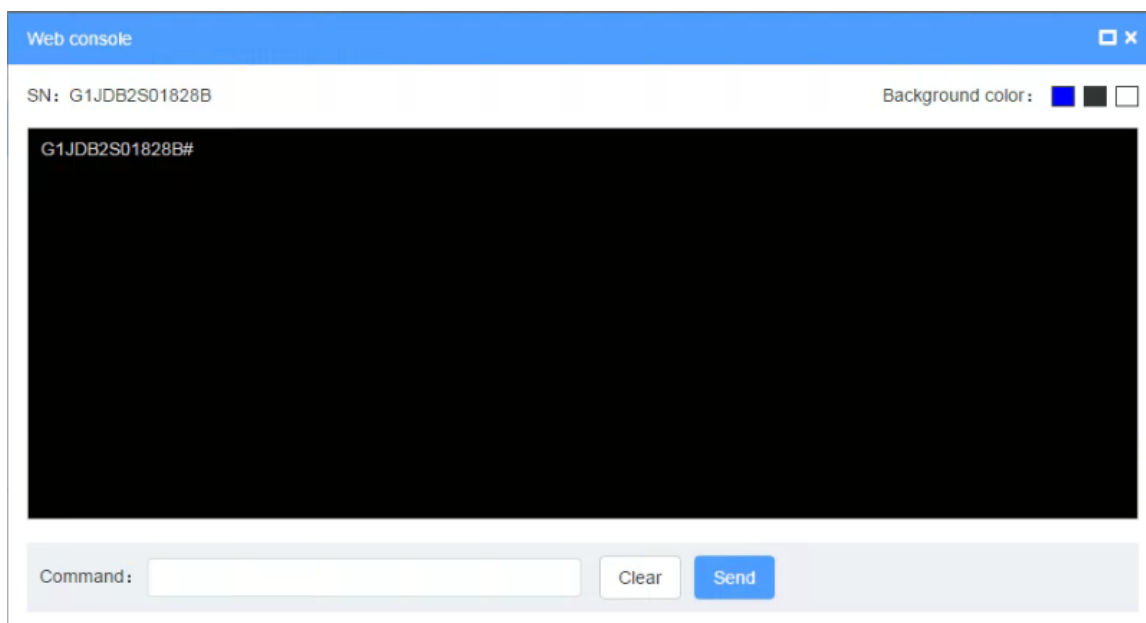 Web console
SN：G1JDB2S01828B
Background color：
G1JDB2S01828B#
Command：
Clear
Send